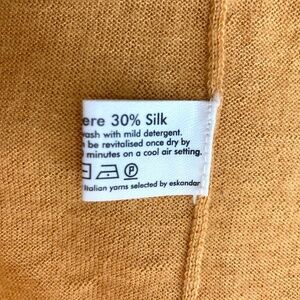 ere 30% Silk
ash with mild detergent.
be revitalised once dry by
minutes on a cool air setting.
P
Italian yarns selected by eskandar